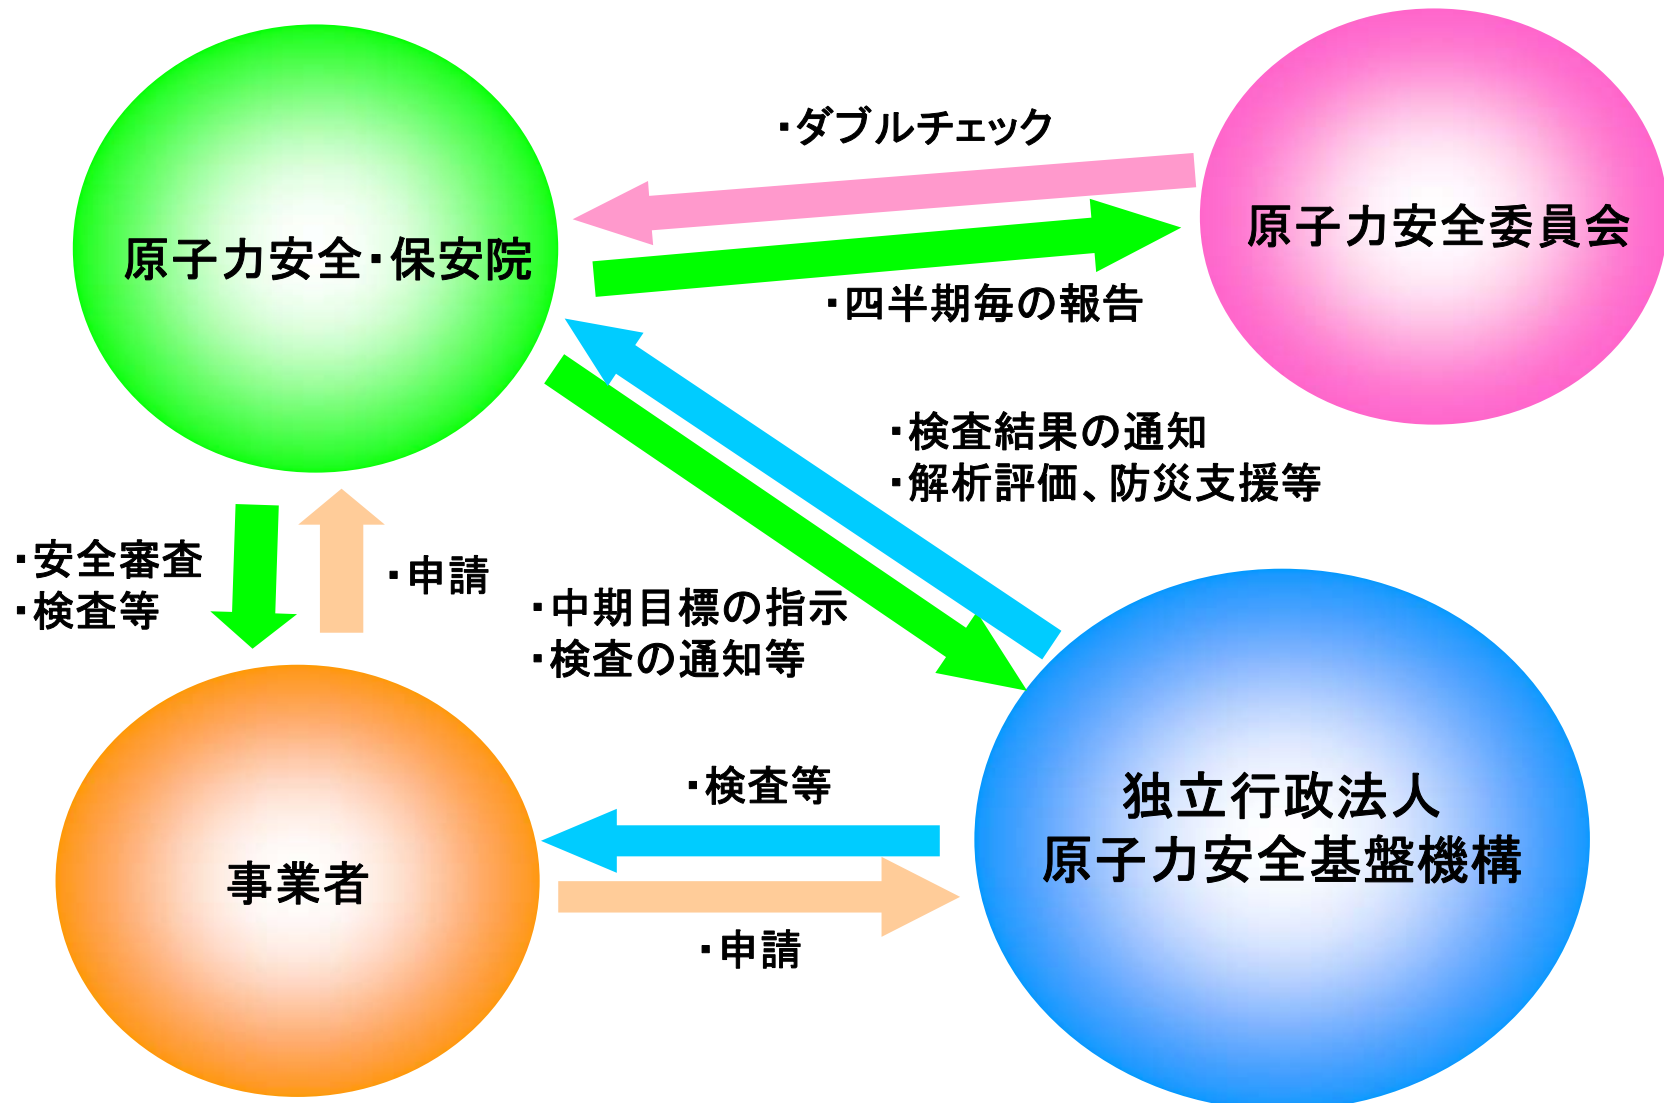 ・ダブルチェック
原子力安全委員会
原子力安全・保安院
・四半期毎の報告
・検査結果の通知
・解析評価、防災支援等
・安全審査
・検査等
・申請
・中期目標の指示
・検査の通知等
・検査等
独立行政法人
原子力安全基盤機構
事業者
・申請